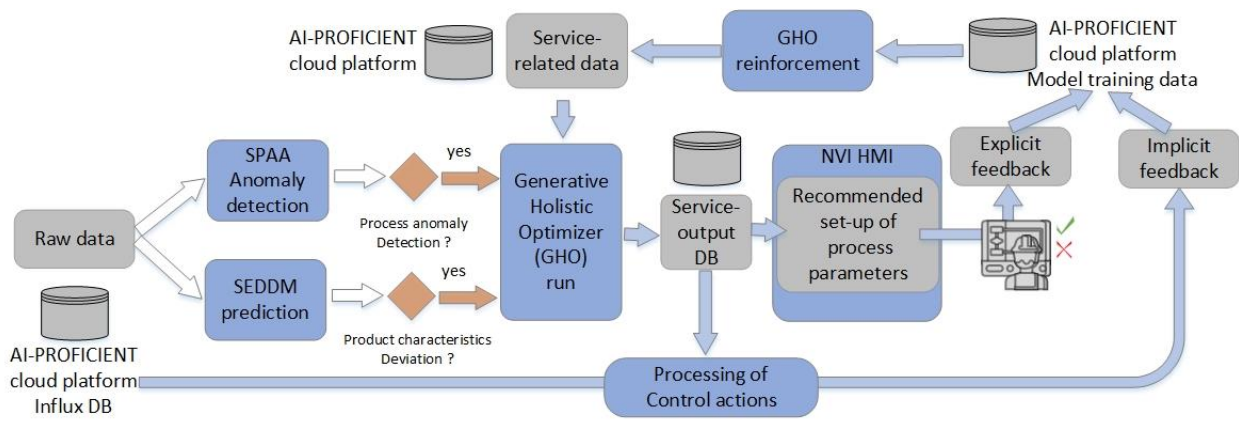 AI-PROFICIENT
cloud platform
Service-
related data
GHO
reinforcement
AI-PROFICIENT
cloud platform
Model training data
Raw data
SPAA
Anomaly
detection
yes
Process anomaly
Detection ?
SEDDM
prediction
yes
Product characteristics
Deviation ?
Generative
Holistic
Optimizer
(GHO)
run
Service-
output
DB
NVI HMI
Recommended
set-up of
process
parameters
Explicit
feedback
Implicit
feedback
AI-PROFICIENT
cloud platform
Influx DB
Processing of
Control actions